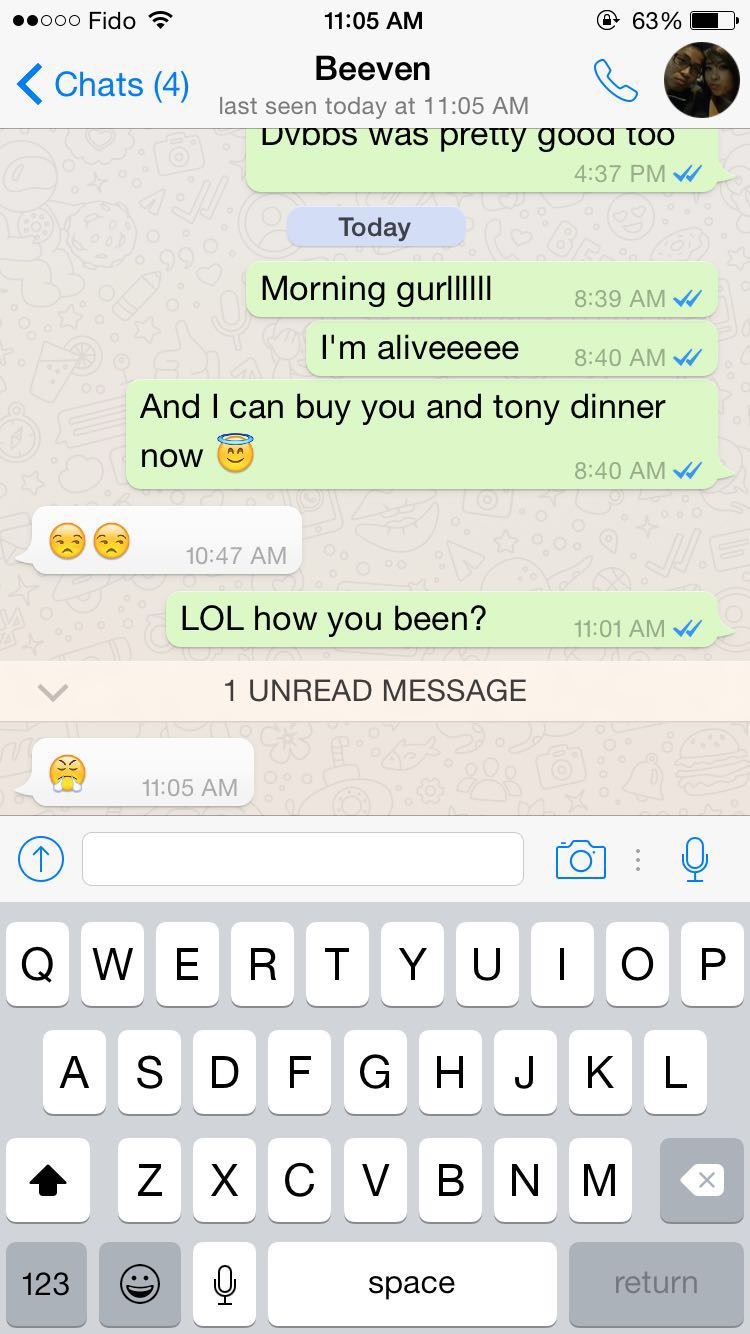 Fido 11:05 AM 63%
Chats (4) Beeven
last seen today at 11:05 AM
Dvbbs was pretty good too
4:37 PM
Today
Morning gurllllll 8:39 AM
I'm aliveeeee 8:40 AM
And I can buy you and tony dinner
now 😇 8:40 AM
😒😒 10:47 AM
LOL how you been? 11:01 AM
1 UNREAD MESSAGE
😤 11:05 AM
Q W E R T Y U I O P
A S D F G H J K L
Z X C V B N M
123 space return